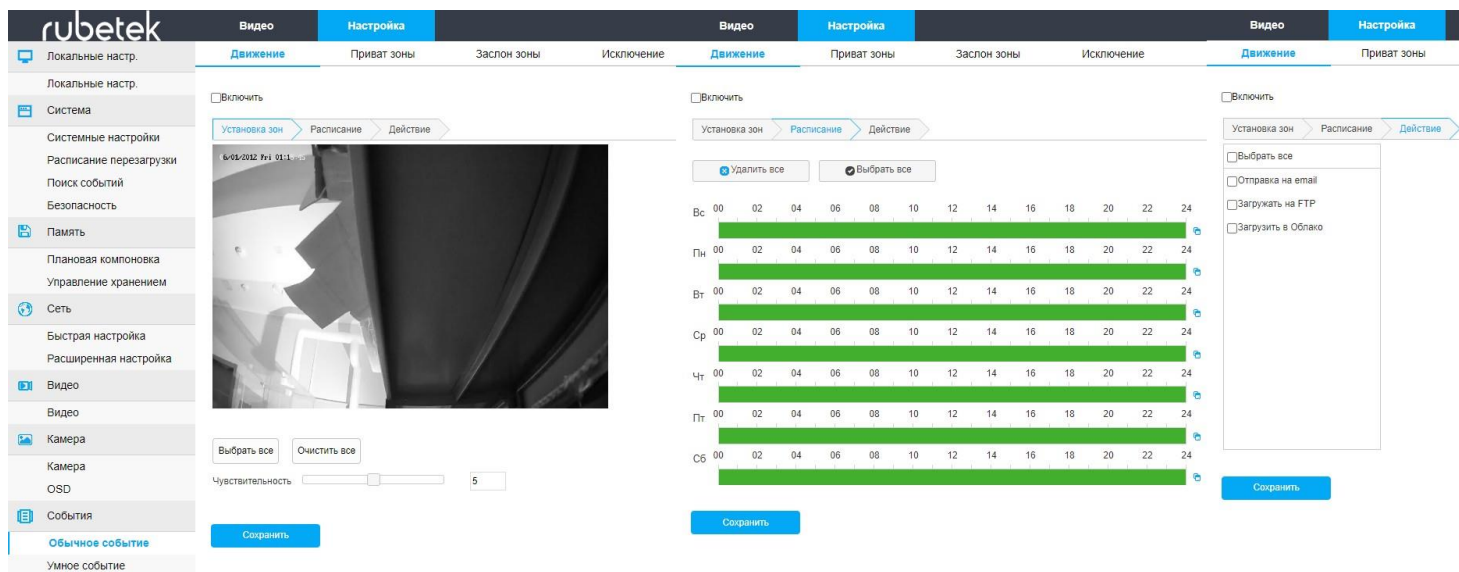 rubetek
Видео Настройка
Движение Приват зоны Заслон зоны Исключение
Локальные настр.
Локальные настр.
Система
Системные настройки
Расписание перезагрузки
Поиск событий
Безопасность
Память
Плановая компоновка
Управление хранением
Сеть
Быстрая настройка
Расширенная настройка
Видео
Видео
Камера
Камера
OSD
События
Обычное событие
Умное событие
Включить
Установка зон Расписание Действие
Выбрать все Очистить все
Чувствительность 5
Сохранить
Видео Настройка
Движение Приват зоны Заслон зоны Исключение
Включить
Установка зон Расписание Действие
Удалить все Выбрать все
Вс 00 02 04 06 08 10 12 14 16 18 20 22 24
Пн 00 02 04 06 08 10 12 14 16 18 20 22 24
Вт 00 02 04 06 08 10 12 14 16 18 20 22 24
Ср 00 02 04 06 08 10 12 14 16 18 20 22 24
Чт 00 02 04 06 08 10 12 14 16 18 20 22 24
Пт 00 02 04 06 08 10 12 14 16 18 20 22 24
Сб 00 02 04 06 08 10 12 14 16 18 20 22 24
Сохранить
Видео Настройка
Движение Приват зоны
Включить
Установка зон Расписание Действие
Выбрать все
Отправка на email
Загружать на FTP
Загрузить в Облако
Сохранить